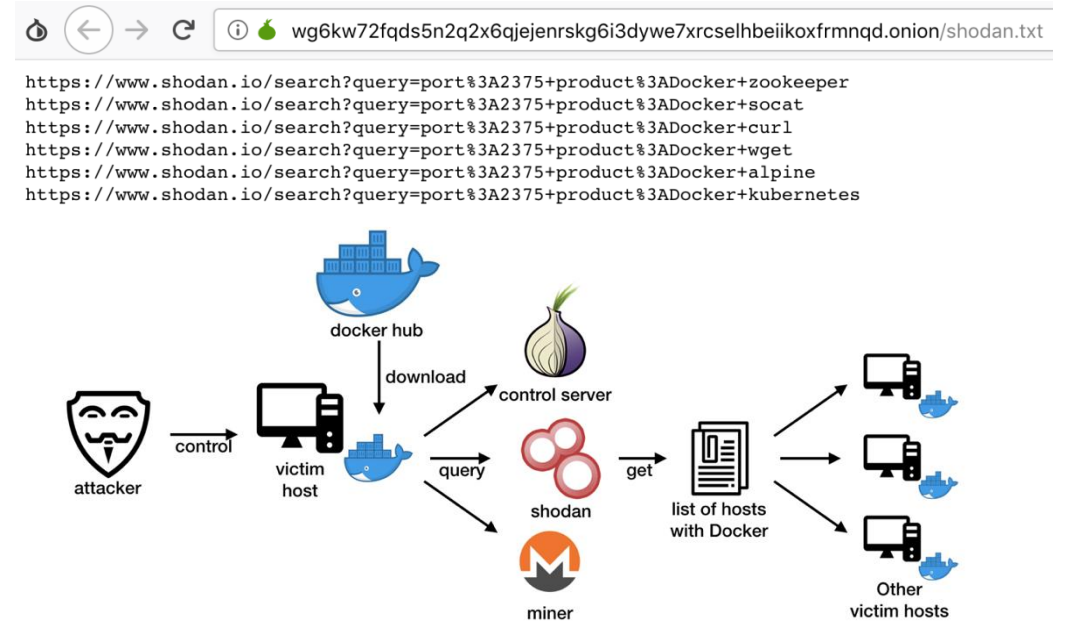 wg6kw72fqds5n2q2x6qjejenrskg6i3dywe7xrcselhbeiikoxfrmnqd.onion/shodan.txt
https://www.shodan.io/search?query=port%3A2375+product%3ADocker+zookeeper
https://www.shodan.io/search?query=port%3A2375+product%3ADocker+socat
https://www.shodan.io/search?query=port%3A2375+product%3ADocker+curl
https://www.shodan.io/search?query=port%3A2375+product%3ADocker+wget
https://www.shodan.io/search?query=port%3A2375+product%3ADocker+alpine
https://www.shodan.io/search?query=port%3A2375+product%3ADocker+kubernetes
docker hub
download
control server
attacker
control
victim
host
query
shodan
get
list of hosts
with Docker
miner
Other
victim hosts